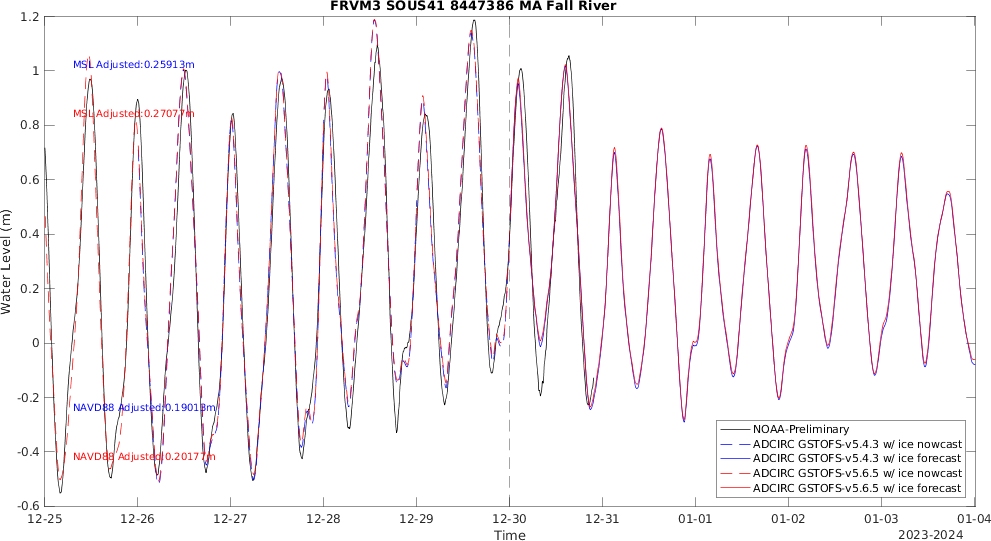 FRVM3 SOUS41 8447386 MA Fall River
1.2
1
0.8
0.6
0.4
0.2
0
-0.2
-0.4
-0.6
Water Level (m)
MSL Adjusted:0.25913m
MSL Adjusted:0.27077m
NAVD88 Adjusted:0.19013m
NAVD88 Adjusted:0.20177m
NOAA-Preliminary
ADCIRC GSTOFS-v5.4.3 w/ ice nowcast
ADCIRC GSTOFS-v5.4.3 w/ ice forecast
ADCIRC GSTOFS-v5.6.5 w/ ice nowcast
ADCIRC GSTOFS-v5.6.5 w/ ice forecast
12-25 12-26 12-27 12-28 12-29 12-30 12-31 01-01 01-02 01-03 01-04
Time
2023-2024